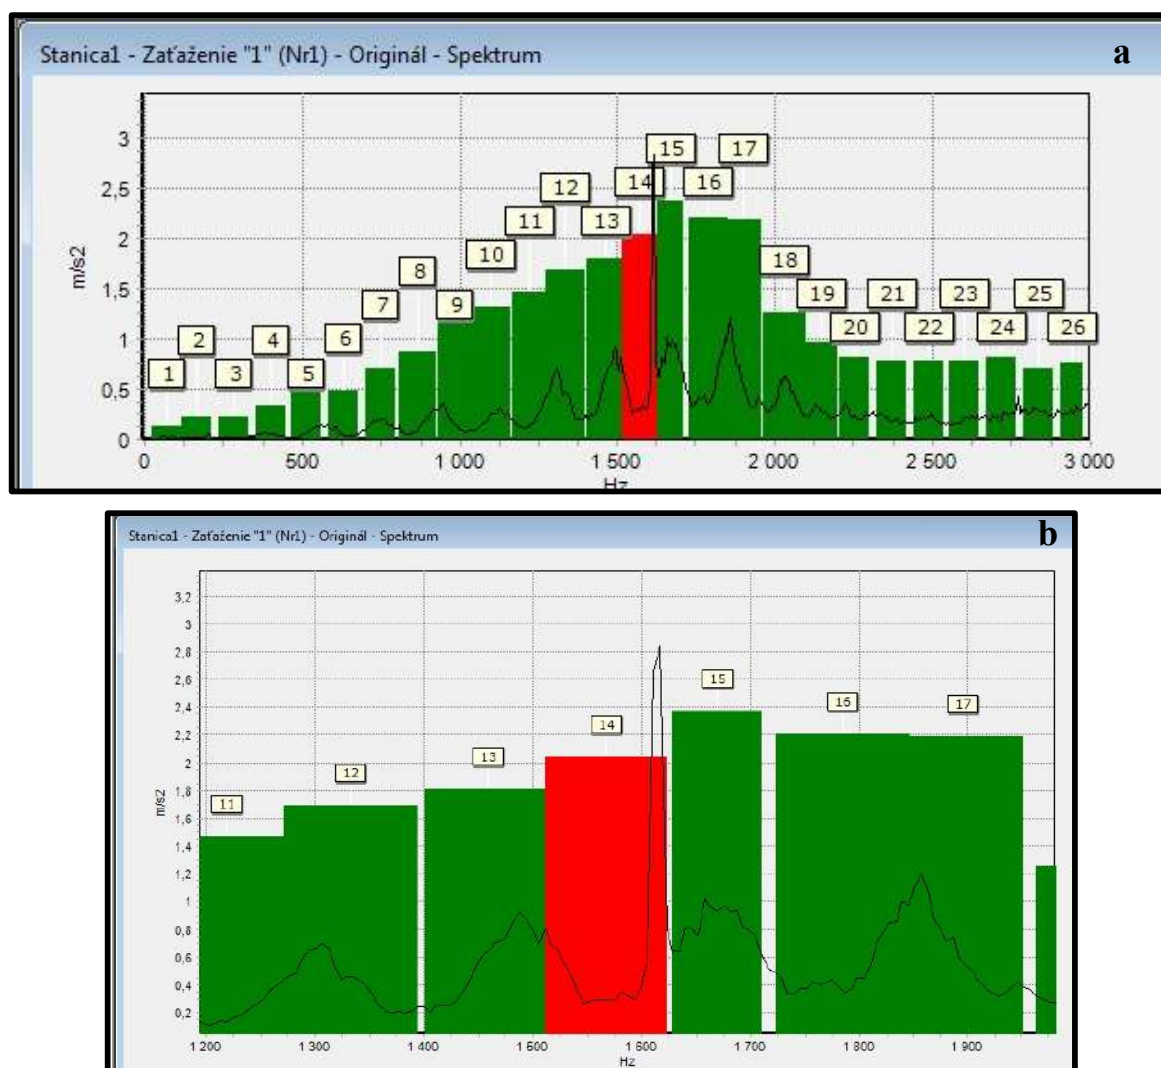 Stanica1 - Zaťaženie "1" (Nr1) - Originál - Spektrum a
3
2,5
2
1,5
1
0,5
0
m/s2
1 2 3 4 5 6 7 8 9 10 11 12 13 14 15 16 17 18 19 20 21 22 23 24 25 26
0 500 1 000 1 500 2 000 2 500 3 000
Hz
Stanica1 - Zaťaženie "1" (Nr1) - Originál - Spektrum b
3,2
3
2,8
2,6
2,4
2,2
2
1,8
1,6
1,4
1,2
1
0,8
0,6
0,4
0,2
m/s2
11 12 13 14 15 16 17
1 200 1 300 1 400 1 500 1 600 1 700 1 800 1 900
Hz